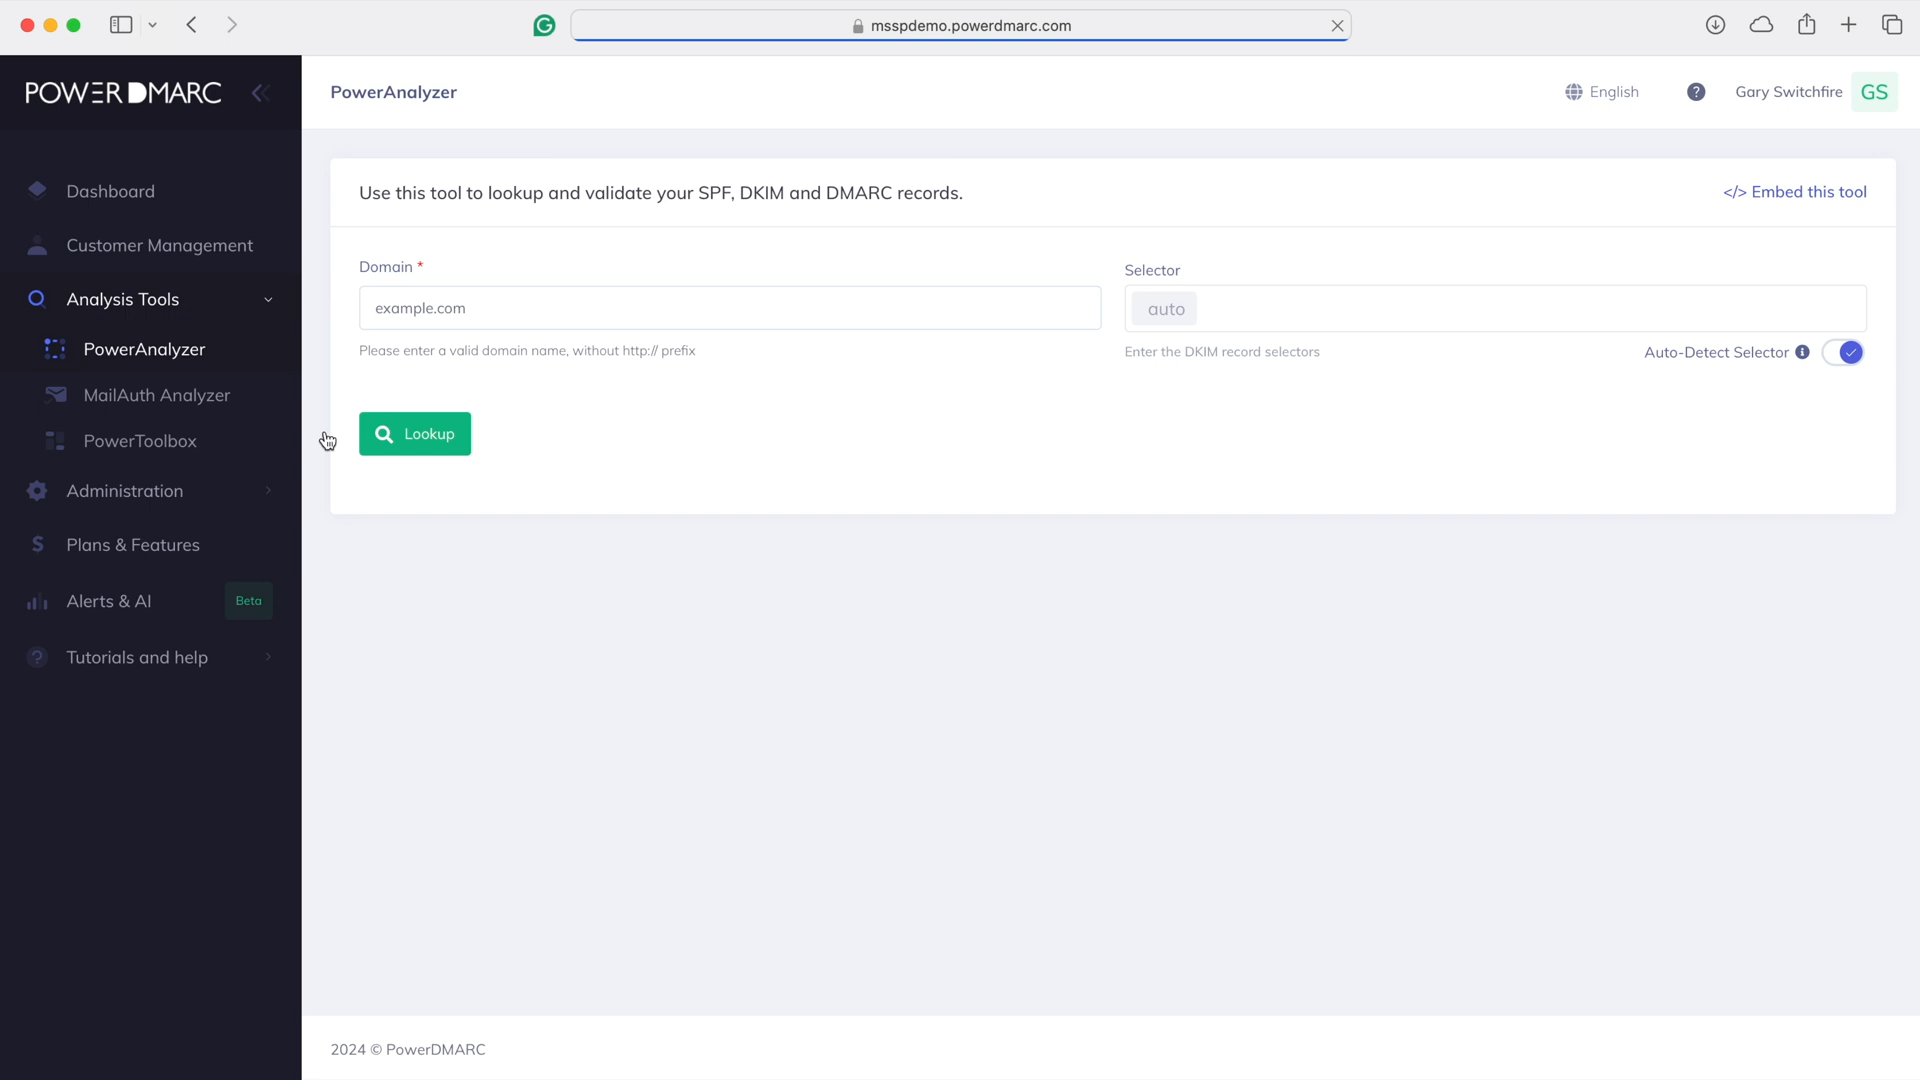 msspdemo.powerdmarc.com
POWER DMARC
PowerAnalyzer
English
?
Gary Switchfire
GS
Dashboard
Customer Management
Analysis Tools
PowerAnalyzer
MailAuth Analyzer
PowerToolbox
Administration
Plans & Features
Alerts & AI
Beta
Tutorials and help
Use this tool to lookup and validate your SPF, DKIM and DMARC records.
</> Embed this tool
Domain *
example.com
Please enter a valid domain name, without http:// prefix
Selector
auto
Enter the DKIM record selectors
Auto-Detect Selector
Lookup
2024 © PowerDMARC